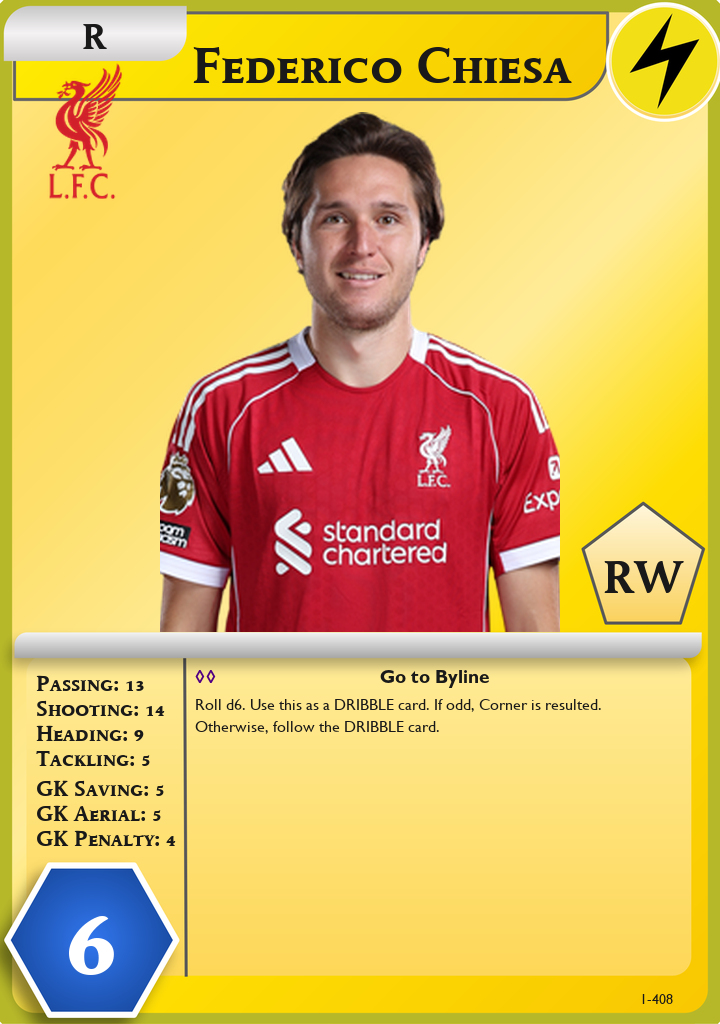 R
Federico Chiesa
L.F.C.
L.F.C.
Exp
standard
chartered
RW
Passing: 13
Shooting: 14
Heading: 9
Tackling: 5
GK Saving: 5
GK Aerial: 5
GK Penalty: 4
6
◊◊ Go to Byline
Roll d6. Use this as a DRIBBLE card. If odd, Corner is resulted.
Otherwise, follow the DRIBBLE card.
1-408